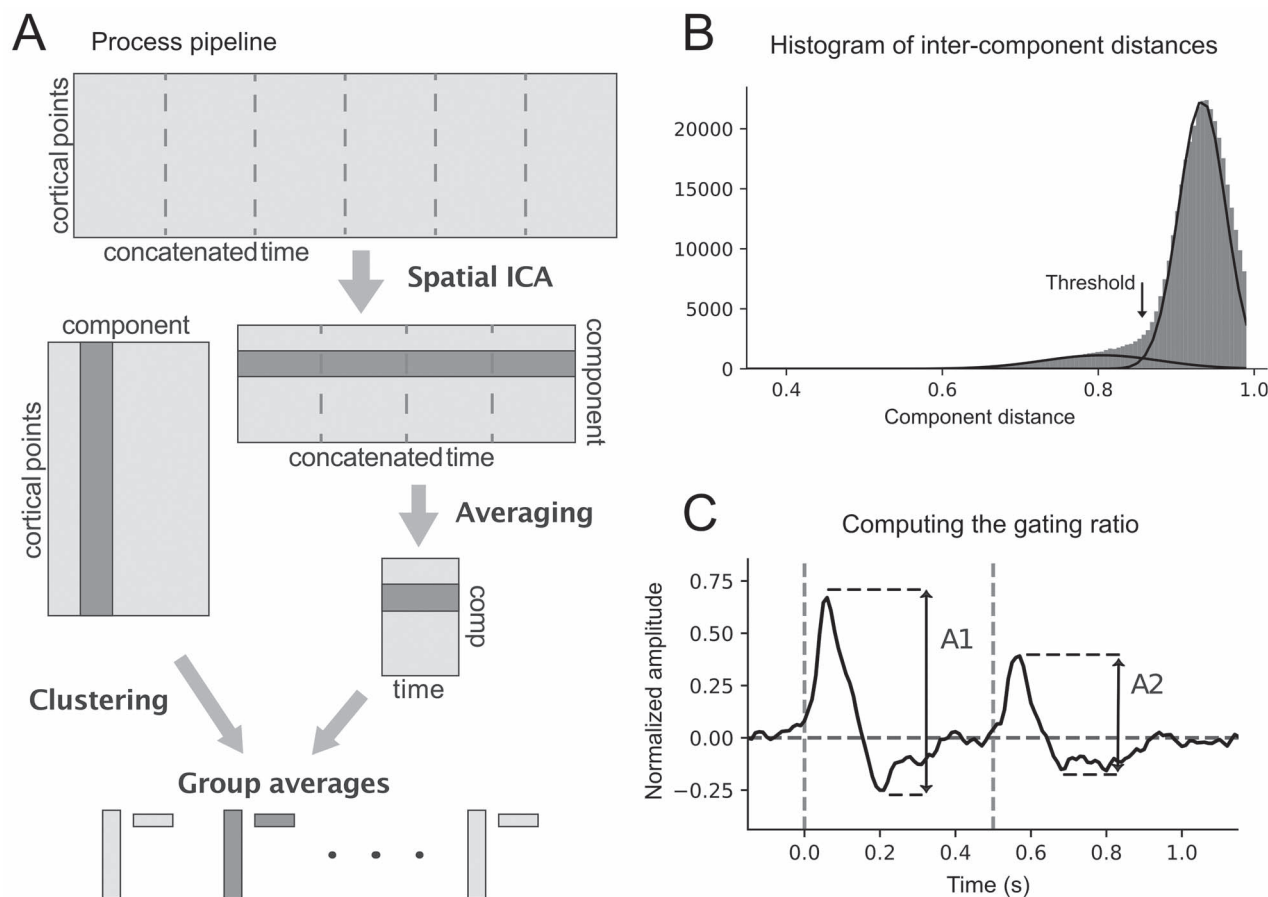 A
Process pipeline
cortical points
concatenated time
Spatial ICA
component
cortical points
component
concatenated time
Averaging
comp
time
Clustering
Group averages
B
Histogram of inter-component distances
20000
15000
10000
5000
0
Threshold
0.4 0.6 0.8 1.0
Component distance
C
Computing the gating ratio
Normalized amplitude
0.75
0.50
0.25
0.00
−0.25
A1
A2
0.0 0.2 0.4 0.6 0.8 1.0
Time (s)